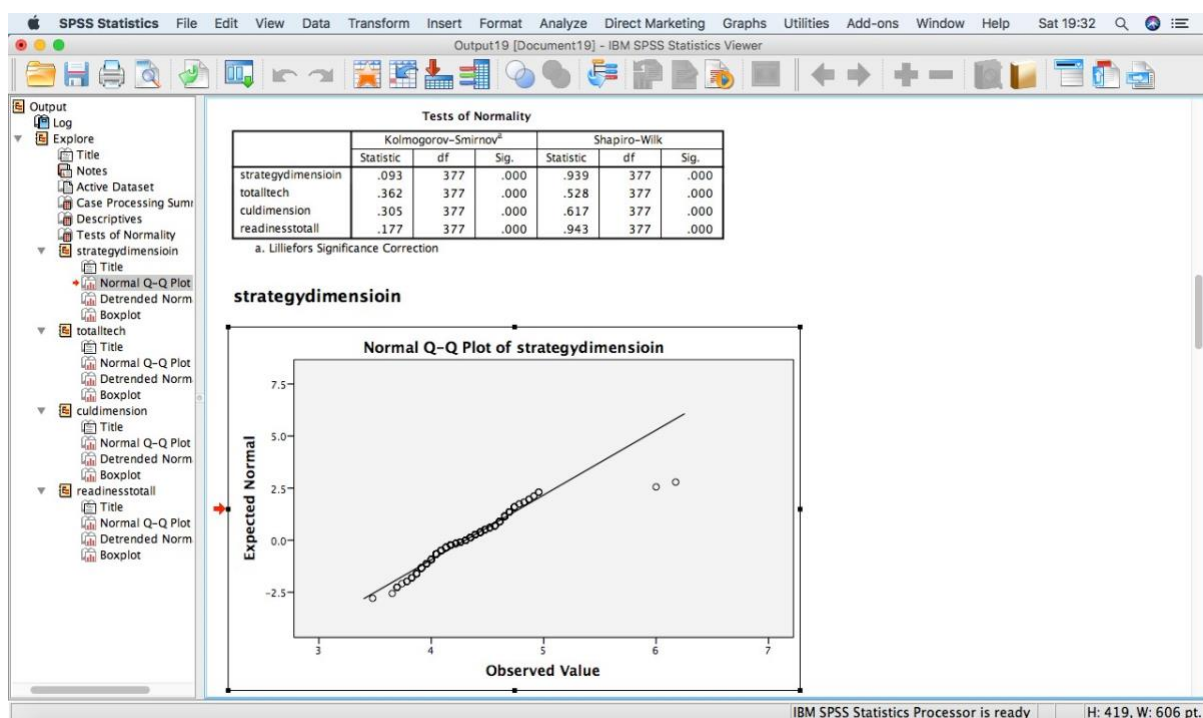 SPSS Statistics File Edit View Data Transform Insert Format Analyze Direct Marketing Graphs Utilities Add-ons Window Help Sat 19:32
Output19 [Document19] - IBM SPSS Statistics Viewer
Output
Log
Explore
Title
Notes
Active Dataset
Case Processing Sum
Descriptives
Tests of Normality
strategydimensioin
Title
Normal Q-Q Plot
Detrended Norm
Boxplot
totalltech
Title
Normal Q-Q Plot
Detrended Norm
Boxplot
culdimension
Title
Normal Q-Q Plot
Detrended Norm
Boxplot
readinesstotall
Title
Normal Q-Q Plot
Detrended Norm
Boxplot
Tests of Normality
Kolmogorov-Smirnovᵃ Shapiro-Wilk
Statistic df Sig. Statistic df Sig.
strategydimensioin .093 377 .000 .939 377 .000
totalltech .362 377 .000 .528 377 .000
culdimension .305 377 .000 .617 377 .000
readinesstotall .177 377 .000 .943 377 .000
a. Lilliefors Significance Correction
strategydimensioin
Normal Q-Q Plot of strategydimensioin
Expected Normal
7.5
5.0
2.5
0.0
-2.5
3 4 5 6 7
Observed Value
IBM SPSS Statistics Processor is ready H: 419, W: 606 pt.